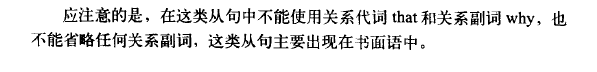 应注意的是，在这类从句中不能使用关系代词 that 和关系副词 why，也
不能省略任何关系副词，这类从句主要出现在书面语中。